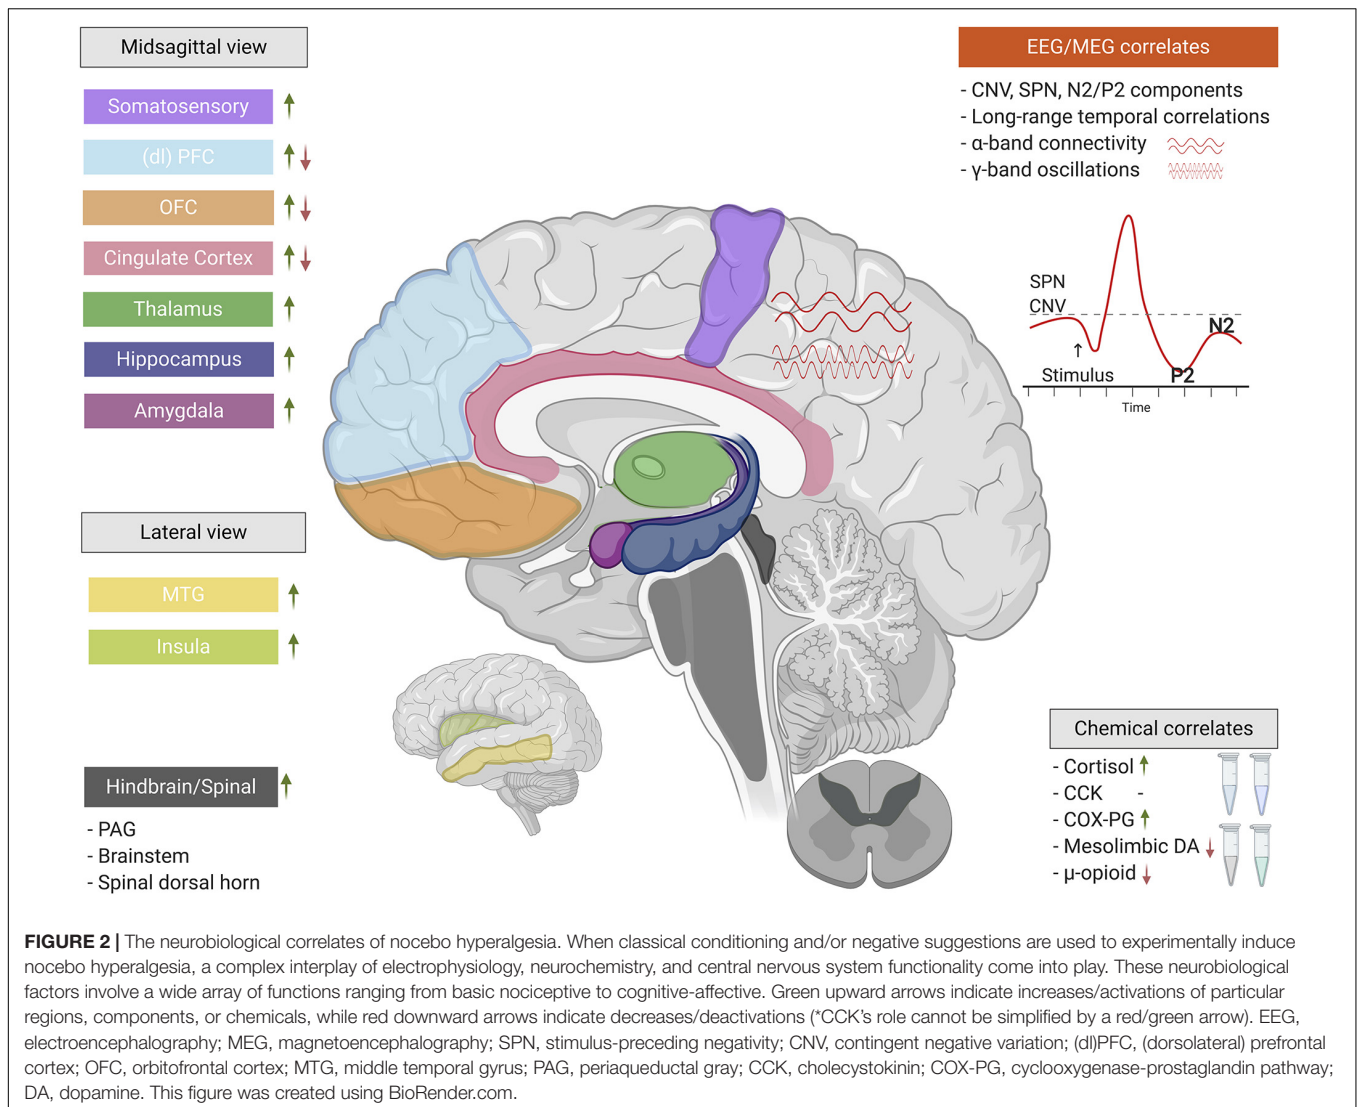 Midsagittal view
Somatosensory
(dl) PFC
OFC
Cingulate Cortex
Thalamus
Hippocampus
Amygdala
Lateral view
MTG
Insula
Hindbrain/Spinal
- PAG
- Brainstem
- Spinal dorsal horn
EEG/MEG correlates
- CNV, SPN, N2/P2 components
- Long-range temporal correlations
- α-band connectivity
- γ-band oscillations
SPN
CNV
N2
Stimulus
P2
Time
Chemical correlates
- Cortisol
- CCK -
- COX-PG
- Mesolimbic DA
- μ-opioid
FIGURE 2 | The neurobiological correlates of nocebo hyperalgesia. When classical conditioning and/or negative suggestions are used to experimentally induce
nocebo hyperalgesia, a complex interplay of electrophysiology, neurochemistry, and central nervous system functionality come into play. These neurobiological
factors involve a wide array of functions ranging from basic nociceptive to cognitive-affective. Green upward arrows indicate increases/activations of particular
regions, components, or chemicals, while red downward arrows indicate decreases/deactivations (*CCK's role cannot be simplified by a red/green arrow). EEG,
electroencephalography; MEG, magnetoencephalography; SPN, stimulus-preceding negativity; CNV, contingent negative variation; (dl)PFC, (dorsolateral) prefrontal
cortex; OFC, orbitofrontal cortex; MTG, middle temporal gyrus; PAG, periaqueductal gray; CCK, cholecystokinin; COX-PG, cyclooxygenase-prostaglandin pathway;
DA, dopamine. This figure was created using BioRender.com.